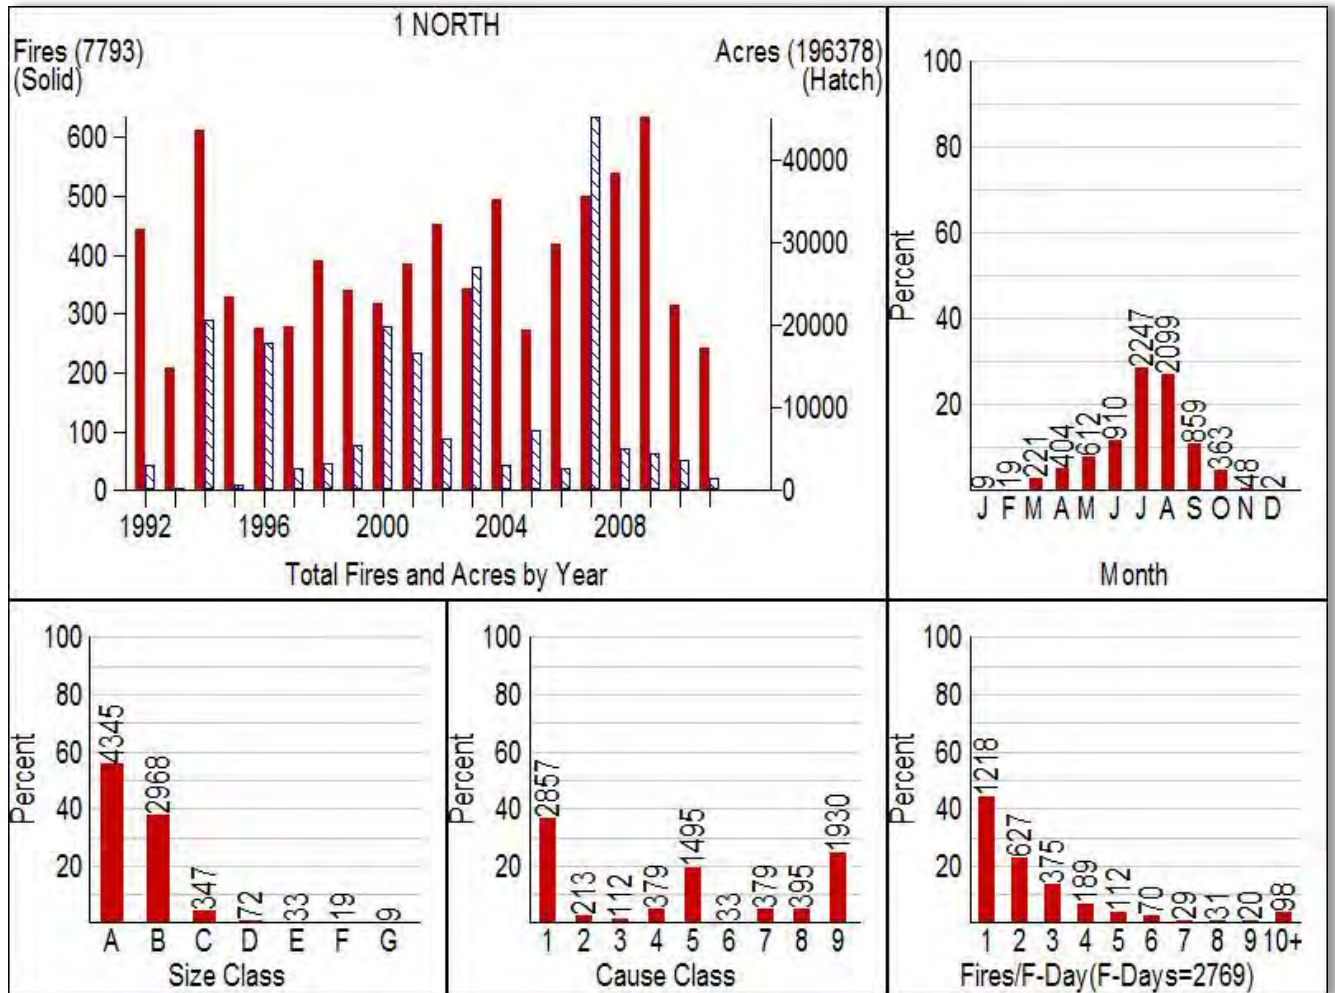 1 NORTH
Fires (7793)
(Solid)
Acres (196378)
(Hatch)
600
500
400
300
200
100
0
40000
30000
20000
10000
0
1992 1996 2000 2004 2008
Total Fires and Acres by Year
100
80
60
40
20
Percent
9 19 221 404 612 910 2247 2099 859 363 48 2
J F M A M J J A S O N D
Month
100
80
60
40
20
Percent
4345 2968 347 72 33 19 9
A B C D E F G
Size Class
100
80
60
40
20
Percent
2857 213 112 379 1495 33 379 395 1930
1 2 3 4 5 6 7 8 9
Cause Class
100
80
60
40
20
Percent
1218 627 375 189 112 70 29 31 20 98
1 2 3 4 5 6 7 8 9 10+
Fires/F-Day(F-Days=2769)